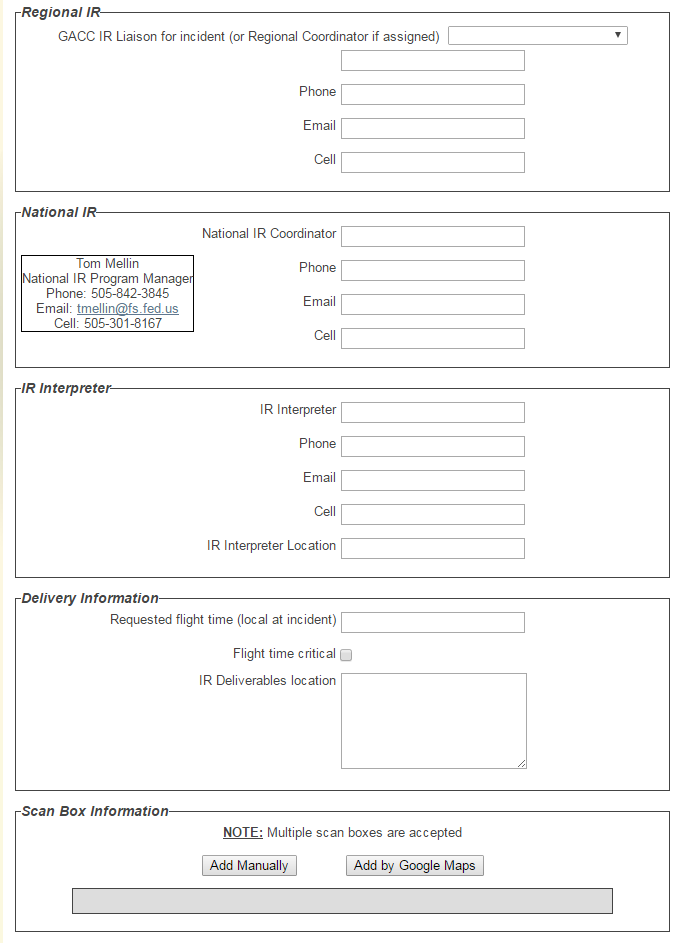 Regional IR
GACC IR Liaison for incident (or Regional Coordinator if assigned)
Phone
Email
Cell
National IR
National IR Coordinator
Tom Mellin
National IR Program Manager
Phone: 505-842-3845
Email: tmellin@fs.fed.us
Cell: 505-301-8167
Phone
Email
Cell
IR Interpreter
IR Interpreter
Phone
Email
Cell
IR Interpreter Location
Delivery Information
Requested flight time (local at incident)
Flight time critical
IR Deliverables location
Scan Box Information
NOTE: Multiple scan boxes are accepted
Add Manually Add by Google Maps